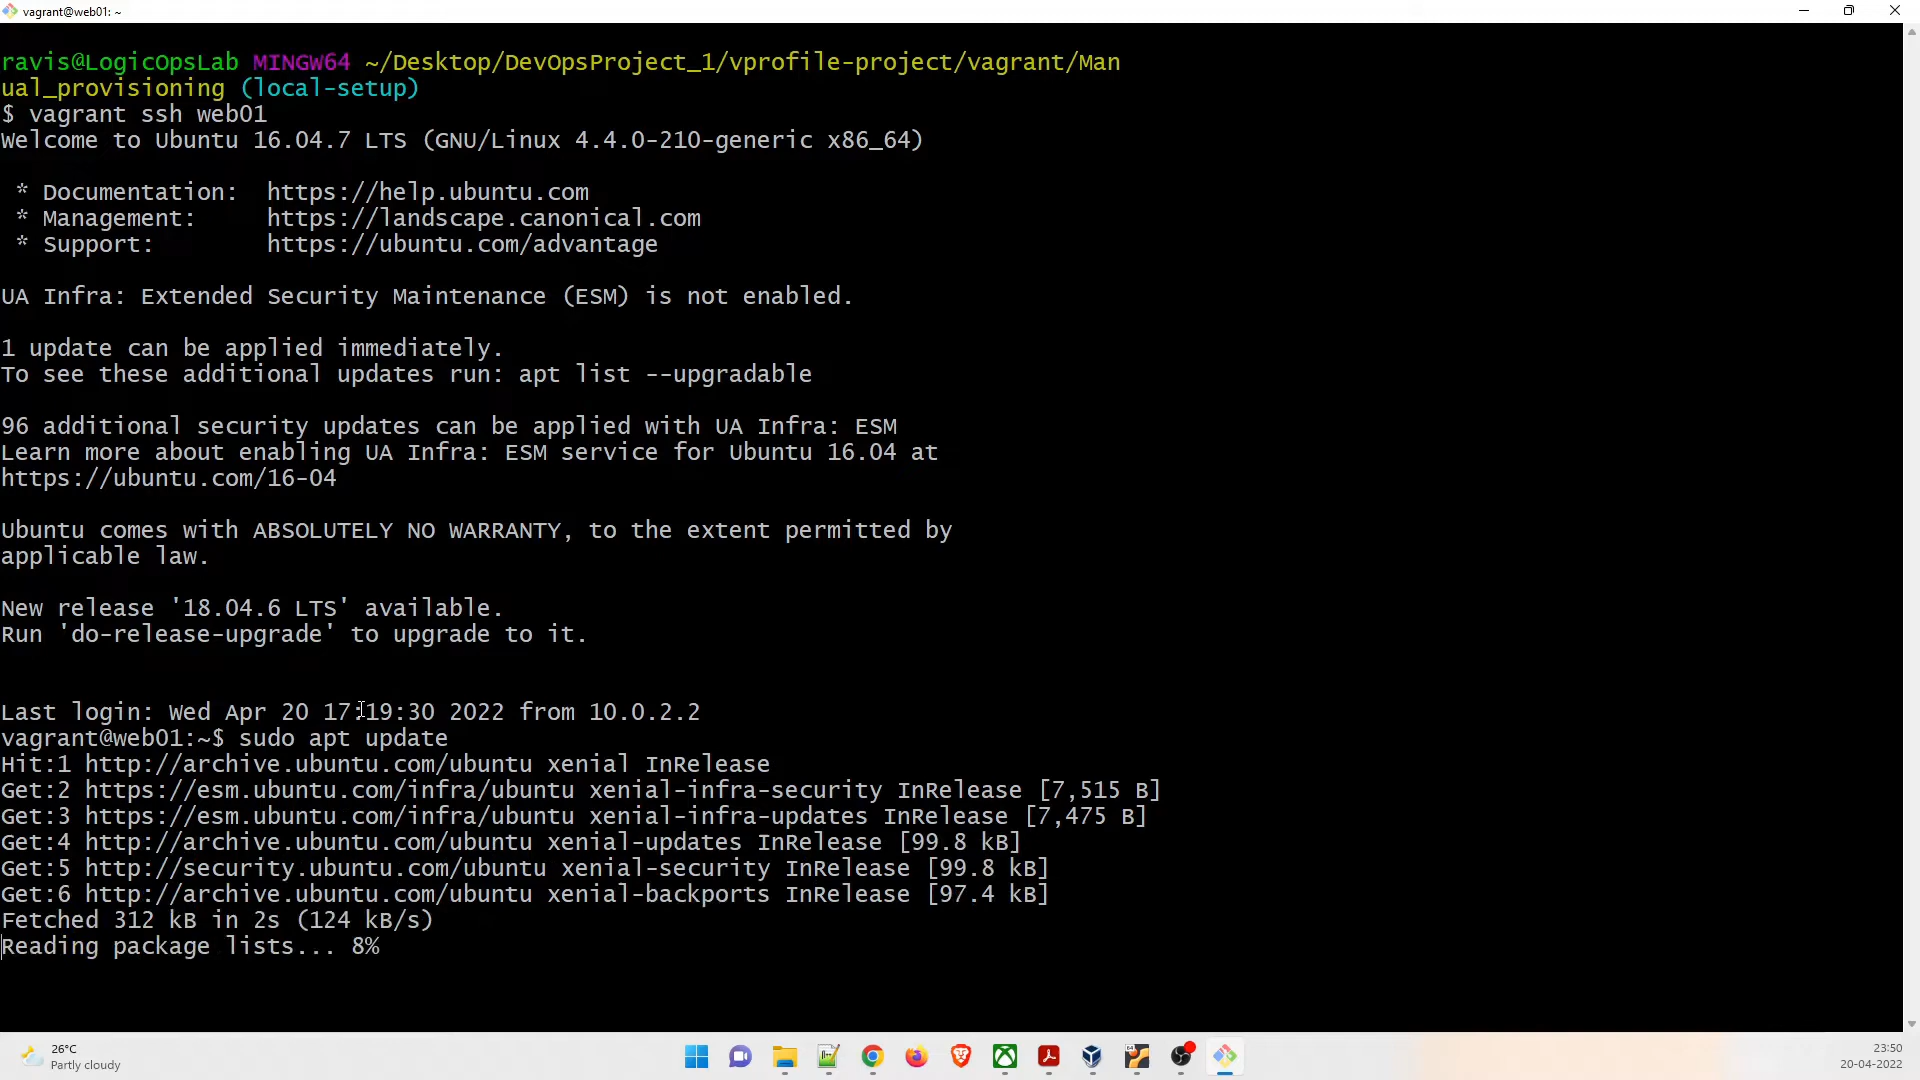 vagrant@web01: ~
ravis@LogicOpsLab MINGW64 ~/Desktop/DevOpsProject_1/vprofile-project/vagrant/Man
ual_provisioning (local-setup)
$ vagrant ssh web01
Welcome to Ubuntu 16.04.7 LTS (GNU/Linux 4.4.0-210-generic x86_64)
* Documentation:  https://help.ubuntu.com
* Management:     https://landscape.canonical.com
* Support:        https://ubuntu.com/advantage
UA Infra: Extended Security Maintenance (ESM) is not enabled.
1 update can be applied immediately.
To see these additional updates run: apt list --upgradable
96 additional security updates can be applied with UA Infra: ESM
Learn more about enabling UA Infra: ESM service for Ubuntu 16.04 at
https://ubuntu.com/16-04
Ubuntu comes with ABSOLUTELY NO WARRANTY, to the extent permitted by
applicable law.
New release '18.04.6 LTS' available.
Run 'do-release-upgrade' to upgrade to it.
Last login: Wed Apr 20 17:19:30 2022 from 10.0.2.2
vagrant@web01:~$ sudo apt update
Hit:1 http://archive.ubuntu.com/ubuntu xenial InRelease
Get:2 https://esm.ubuntu.com/infra/ubuntu xenial-infra-security InRelease [7,515 B]
Get:3 https://esm.ubuntu.com/infra/ubuntu xenial-infra-updates InRelease [7,475 B]
Get:4 http://archive.ubuntu.com/ubuntu xenial-updates InRelease [99.8 kB]
Get:5 http://security.ubuntu.com/ubuntu xenial-security InRelease [99.8 kB]
Get:6 http://archive.ubuntu.com/ubuntu xenial-backports InRelease [97.4 kB]
Fetched 312 kB in 2s (124 kB/s)
Reading package lists... 8%
26°C
Partly cloudy
23:50
20-04-2022